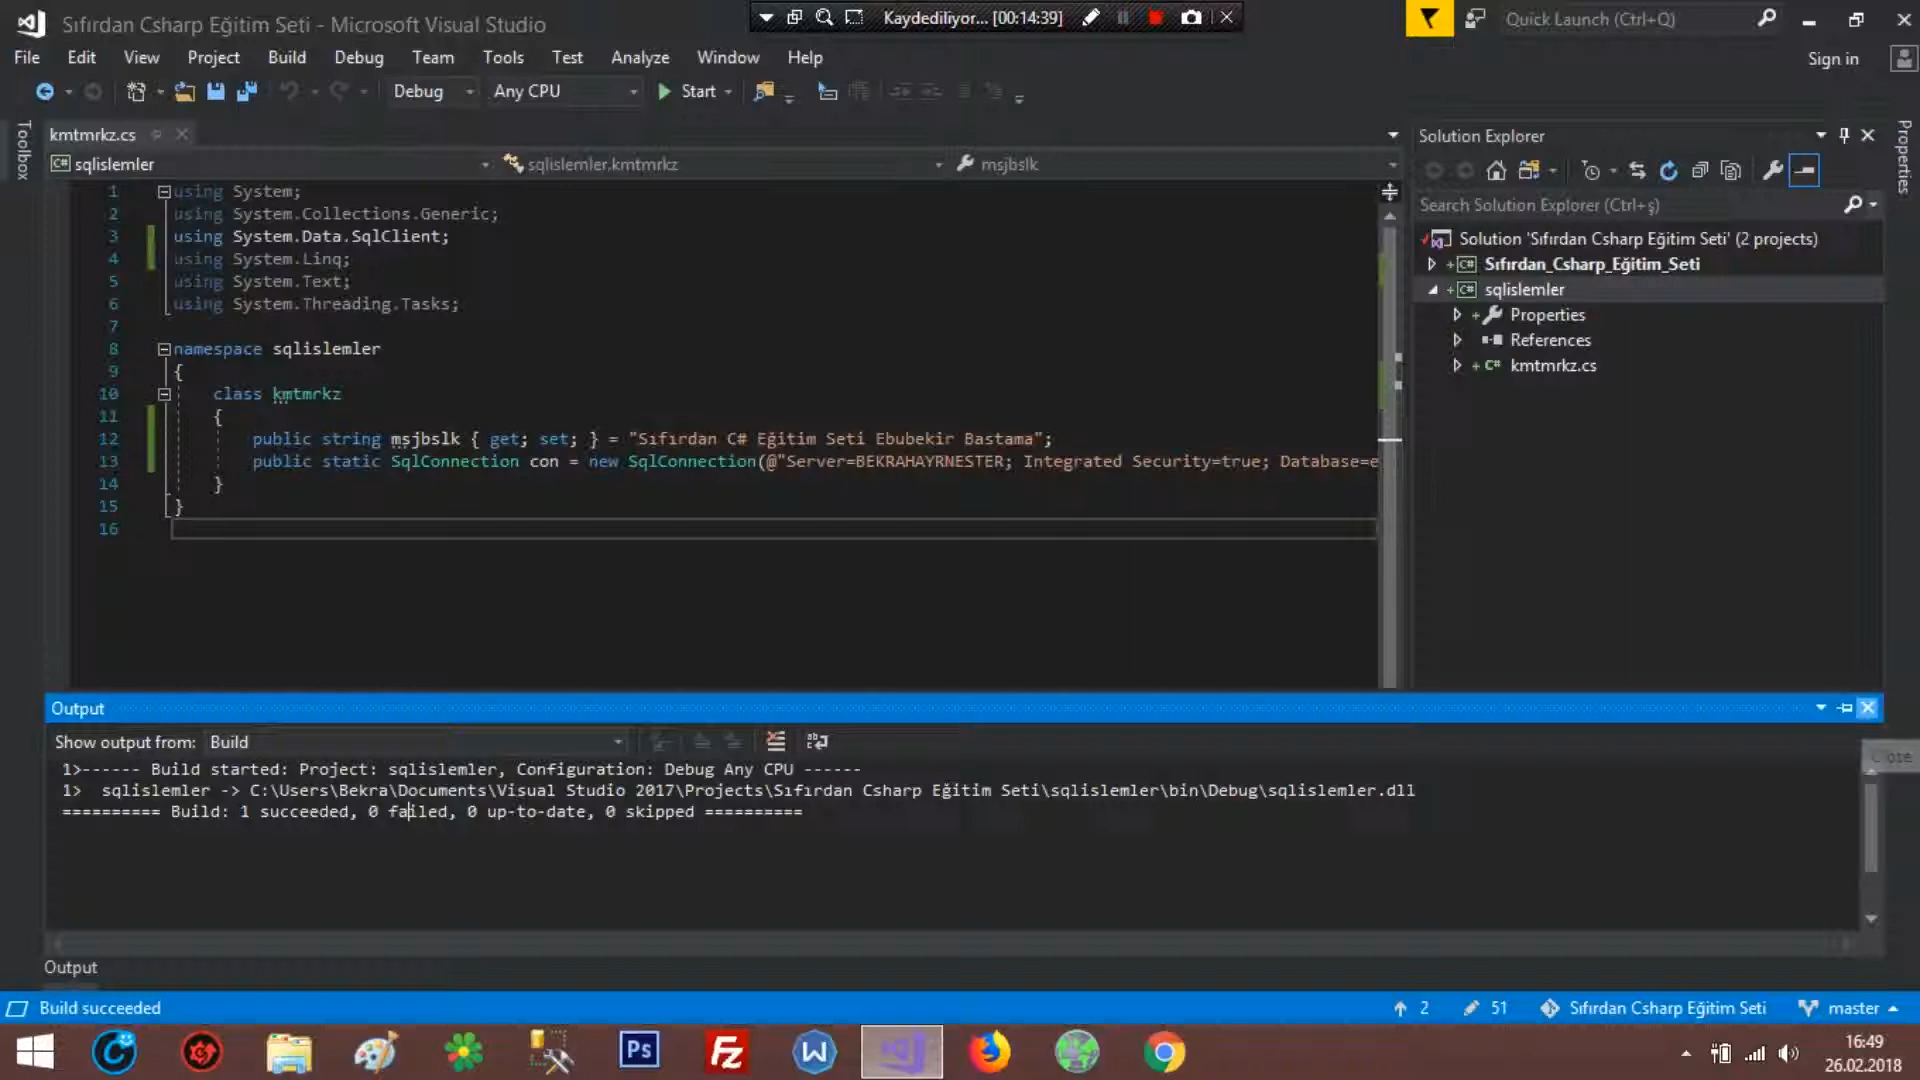 Sıfırdan Csharp Eğitim Seti - Microsoft Visual Studio
Kaydediliyor... [00:14:39]
Quick Launch (Ctrl+Q)
File Edit View Project Build Debug Team Tools Test Analyze Window Help
Sign in
Debug Any CPU Start
Toolbox
kmtmrkz.cs
sqlislemler sqlislemler.kmtmrkz msjbslk
1 using System;
2 using System.Collections.Generic;
3 using System.Data.SqlClient;
4 using System.Linq;
5 using System.Text;
6 using System.Threading.Tasks;
7
8 namespace sqlislemler
9 {
10 class kmtmrkz
11 {
12 public string msjbslk { get; set; } = "Sıfırdan C# Eğitim Seti Ebubekir Bastama";
13 public static SqlConnection con = new SqlConnection(@"Server=BEKRAHAYRNESTER; Integrated Security=true; Database=e
14 }
15 }
16
Solution Explorer
Search Solution Explorer (Ctrl+ş)
Solution 'Sıfırdan Csharp Eğitim Seti' (2 projects)
Sıfırdan_Csharp_Eğitim_Seti
sqlislemler
Properties
References
kmtmrkz.cs
Properties
Output
Show output from: Build
Close
1>------ Build started: Project: sqlislemler, Configuration: Debug Any CPU ------
1> sqlislemler -> C:\Users\Bekra\Documents\Visual Studio 2017\Projects\Sıfırdan Csharp Eğitim Seti\sqlislemler\bin\Debug\sqlislemler.dll
========== Build: 1 succeeded, 0 failed, 0 up-to-date, 0 skipped ==========
Output
Build succeeded
2 51 Sıfırdan Csharp Eğitim Seti master
Ps
Fz
W
16:49
26.02.2018